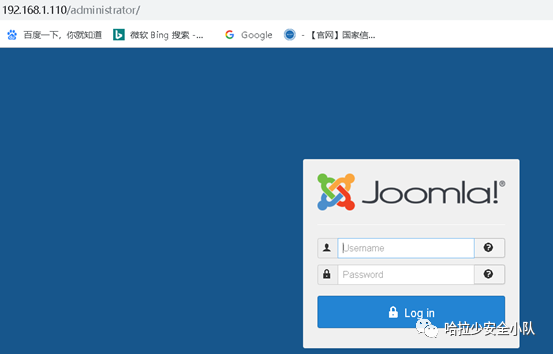 192.168.1.110/administrator/
百度一下，你就知道 微软 Bing 搜索 -... Google -【官网】国家信...
Joomla!®
Username
Password
Log in
哈拉少安全小队